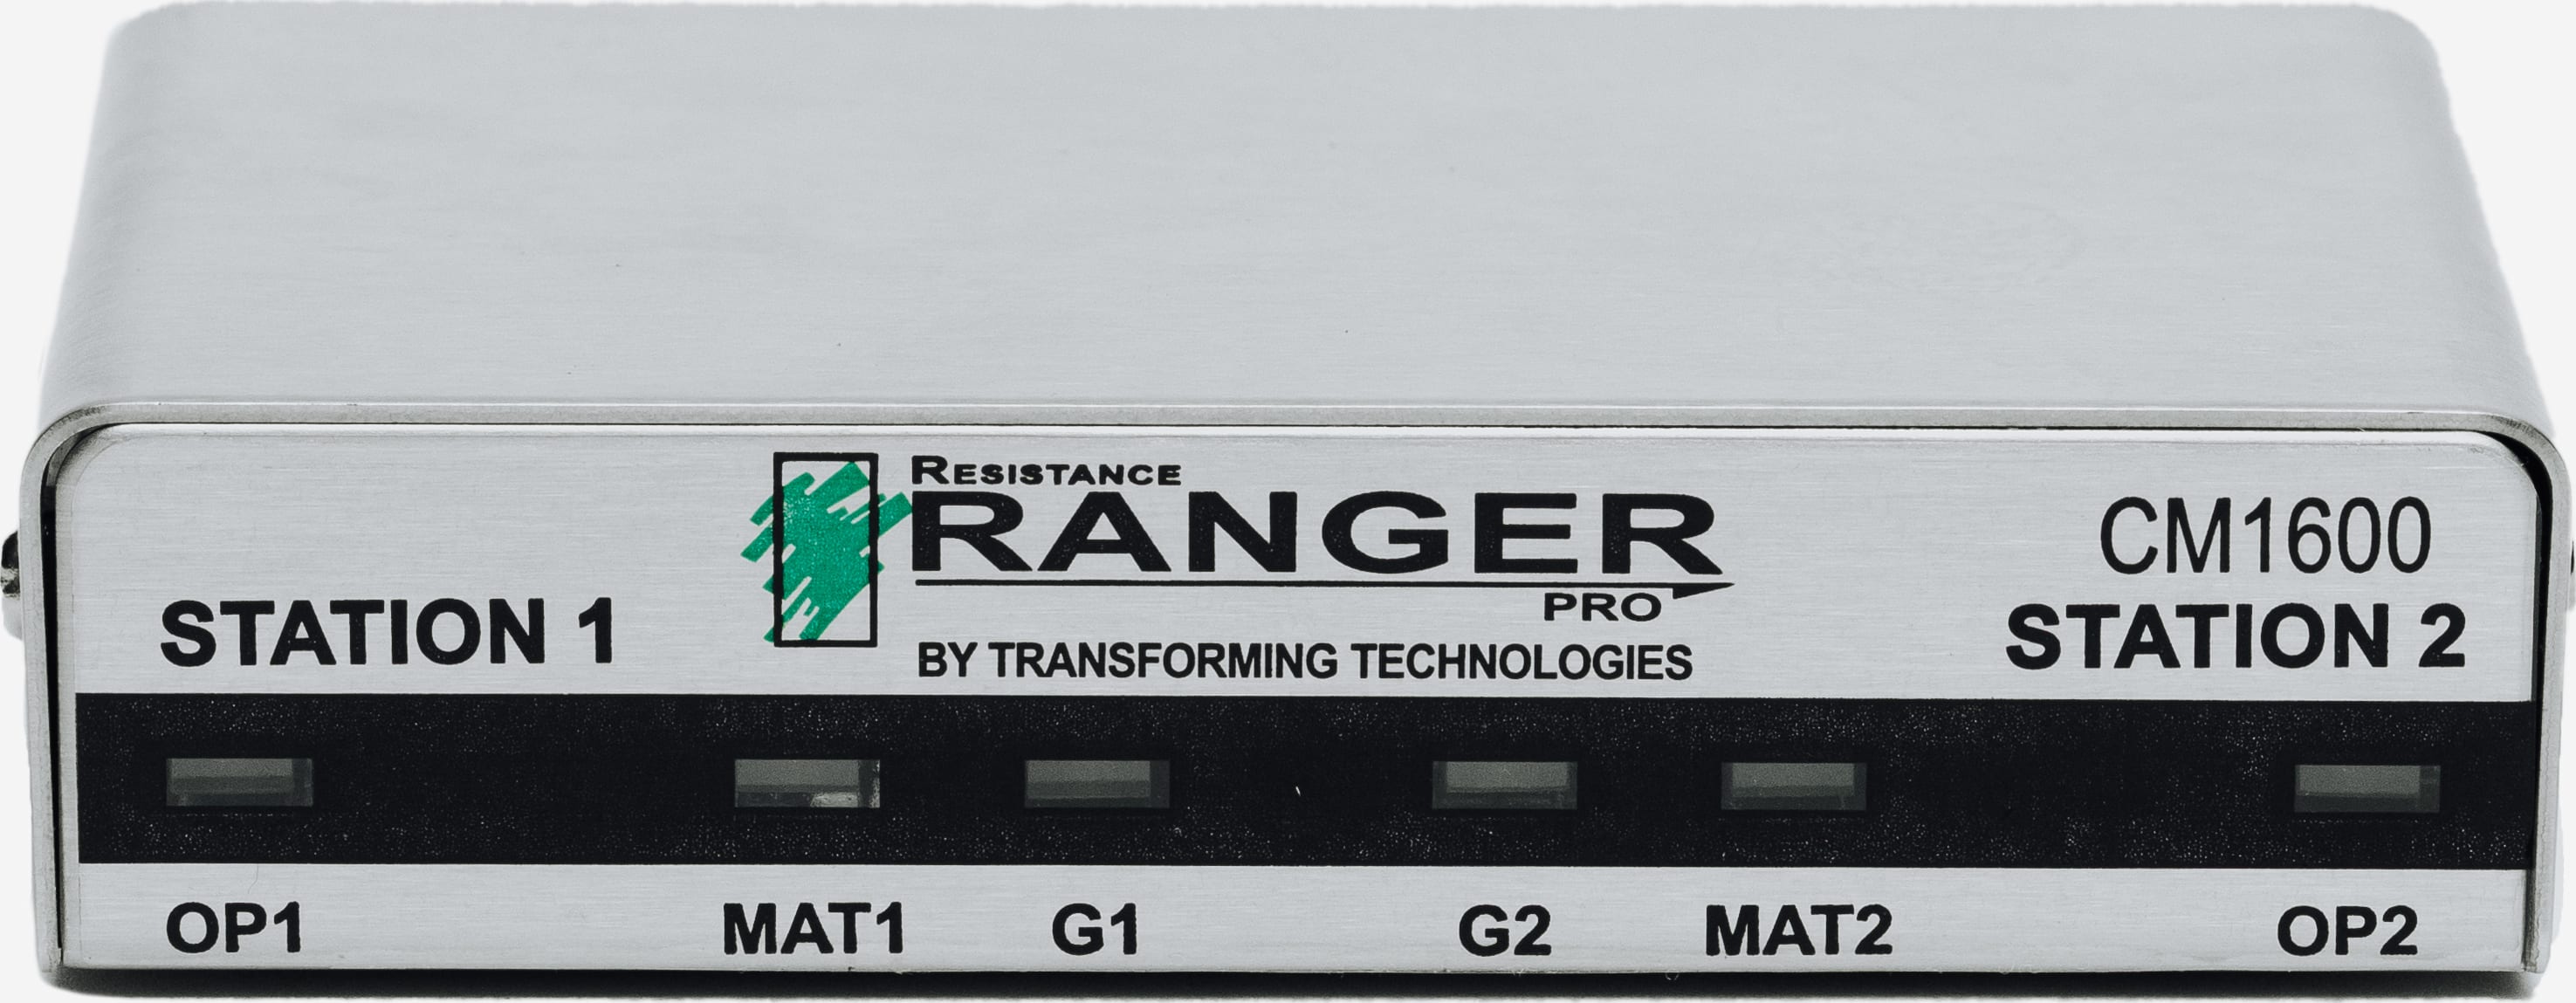 RESISTANCE
RANGER
PRO
BY TRANSFORMING TECHNOLOGIES
CM1600
STATION 1
STATION 2
OP1 MAT1 G1 G2 MAT2 OP2